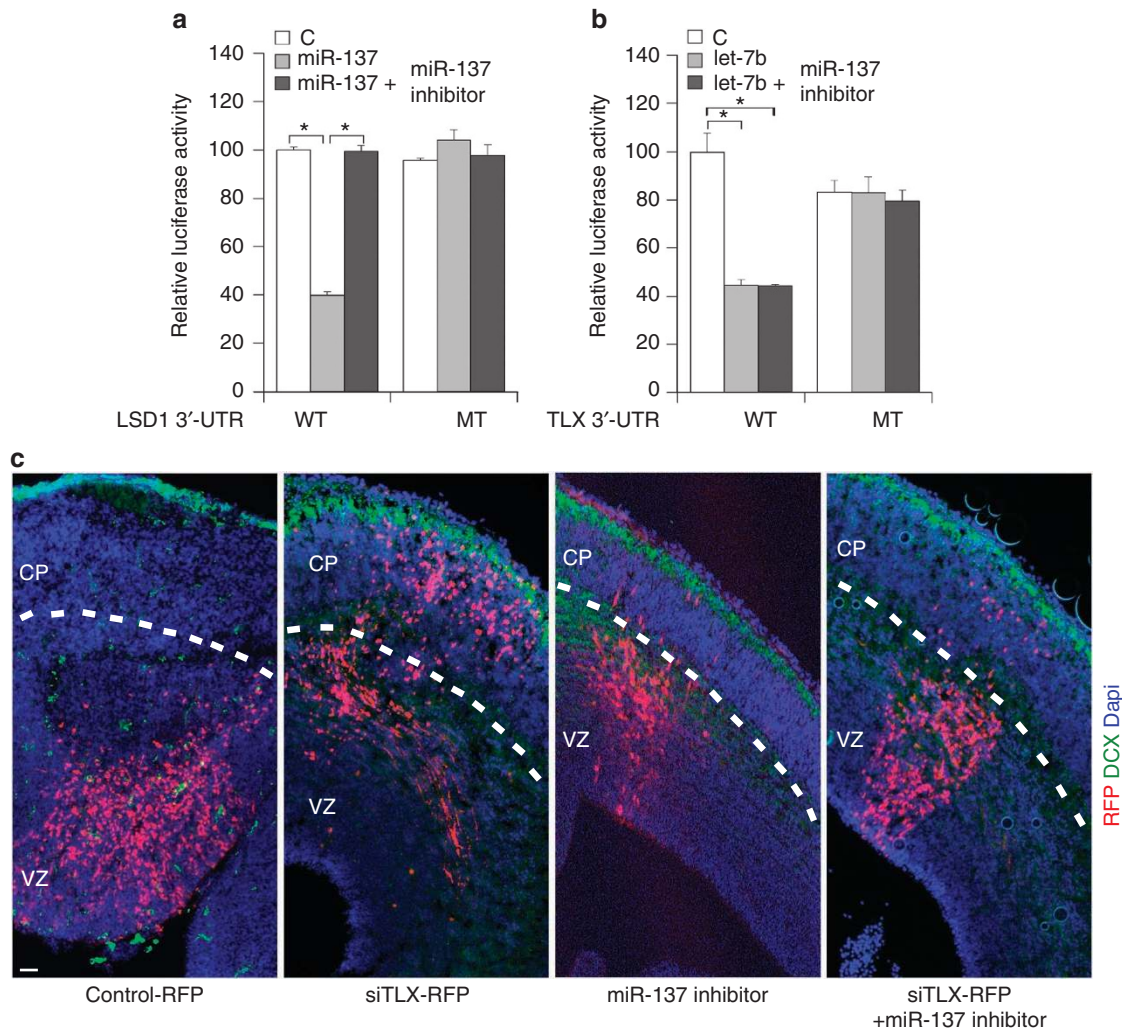 a
C
miR-137
miR-137 + miR-137 inhibitor
*
*
140
120
100
80
60
40
20
0
Relative luciferase activity
LSD1 3′-UTR WT MT
b
C
let-7b
let-7b + miR-137 inhibitor
*
*
140
120
100
80
60
40
20
0
Relative luciferase activity
TLX 3′-UTR WT MT
c
CP
VZ
CP
VZ
CP
VZ
CP
VZ
RFP DCX Dapi
Control-RFP
siTLX-RFP
miR-137 inhibitor
siTLX-RFP
+miR-137 inhibitor